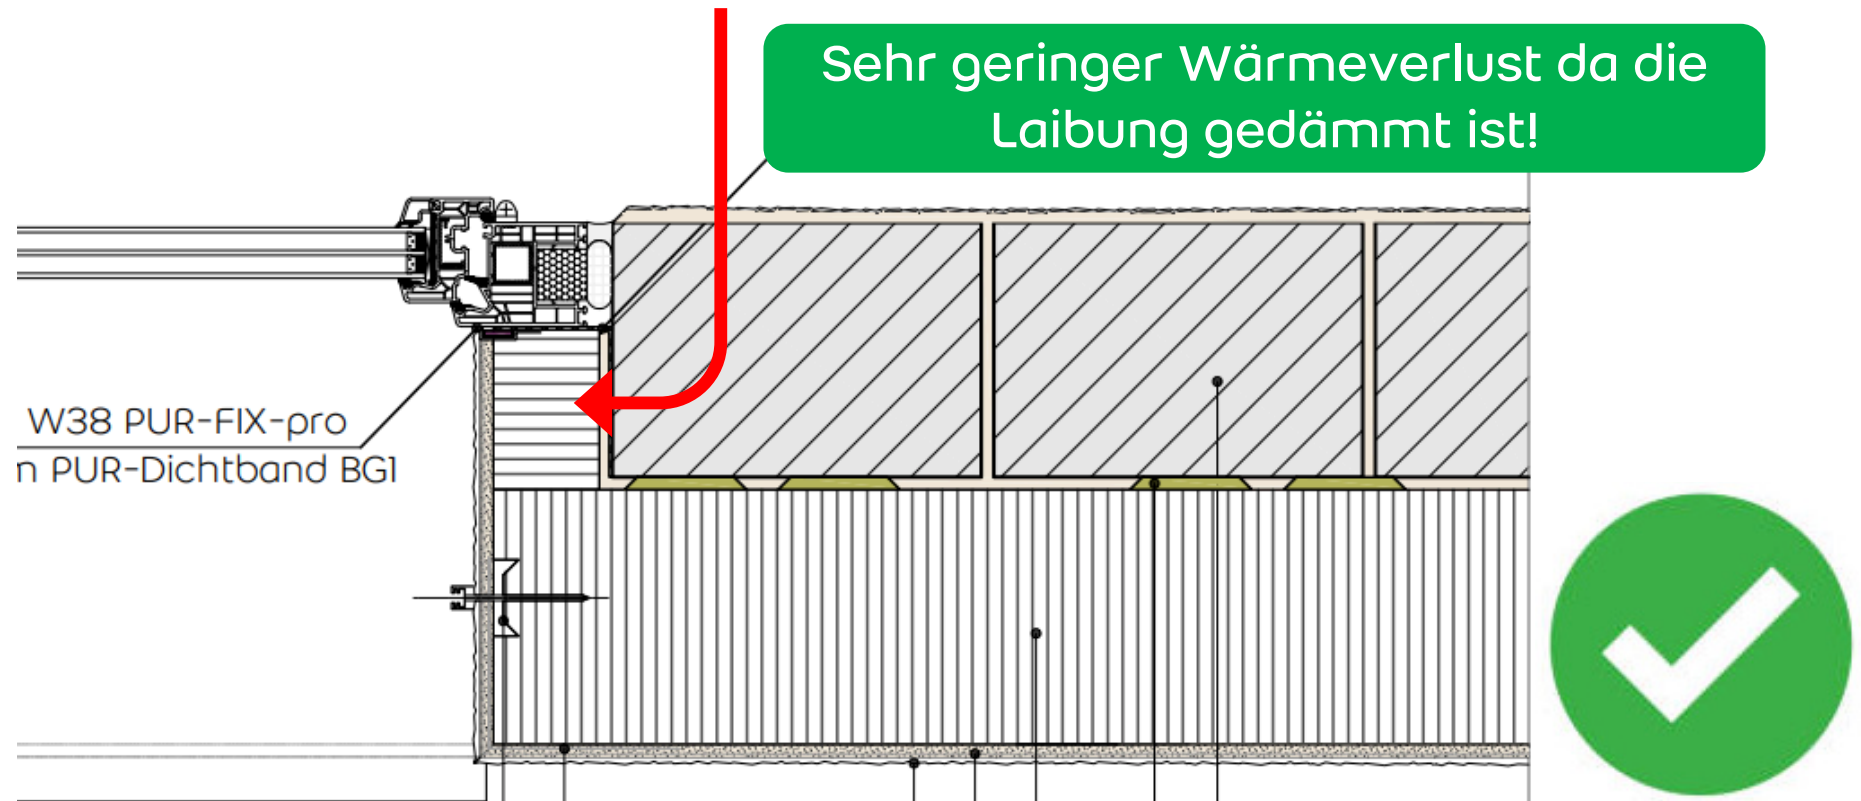 Sehr geringer Wärmeverlust da die
Laibung gedämmt ist!
W38 PUR-FIX-pro
PUR-Dichtband BG1